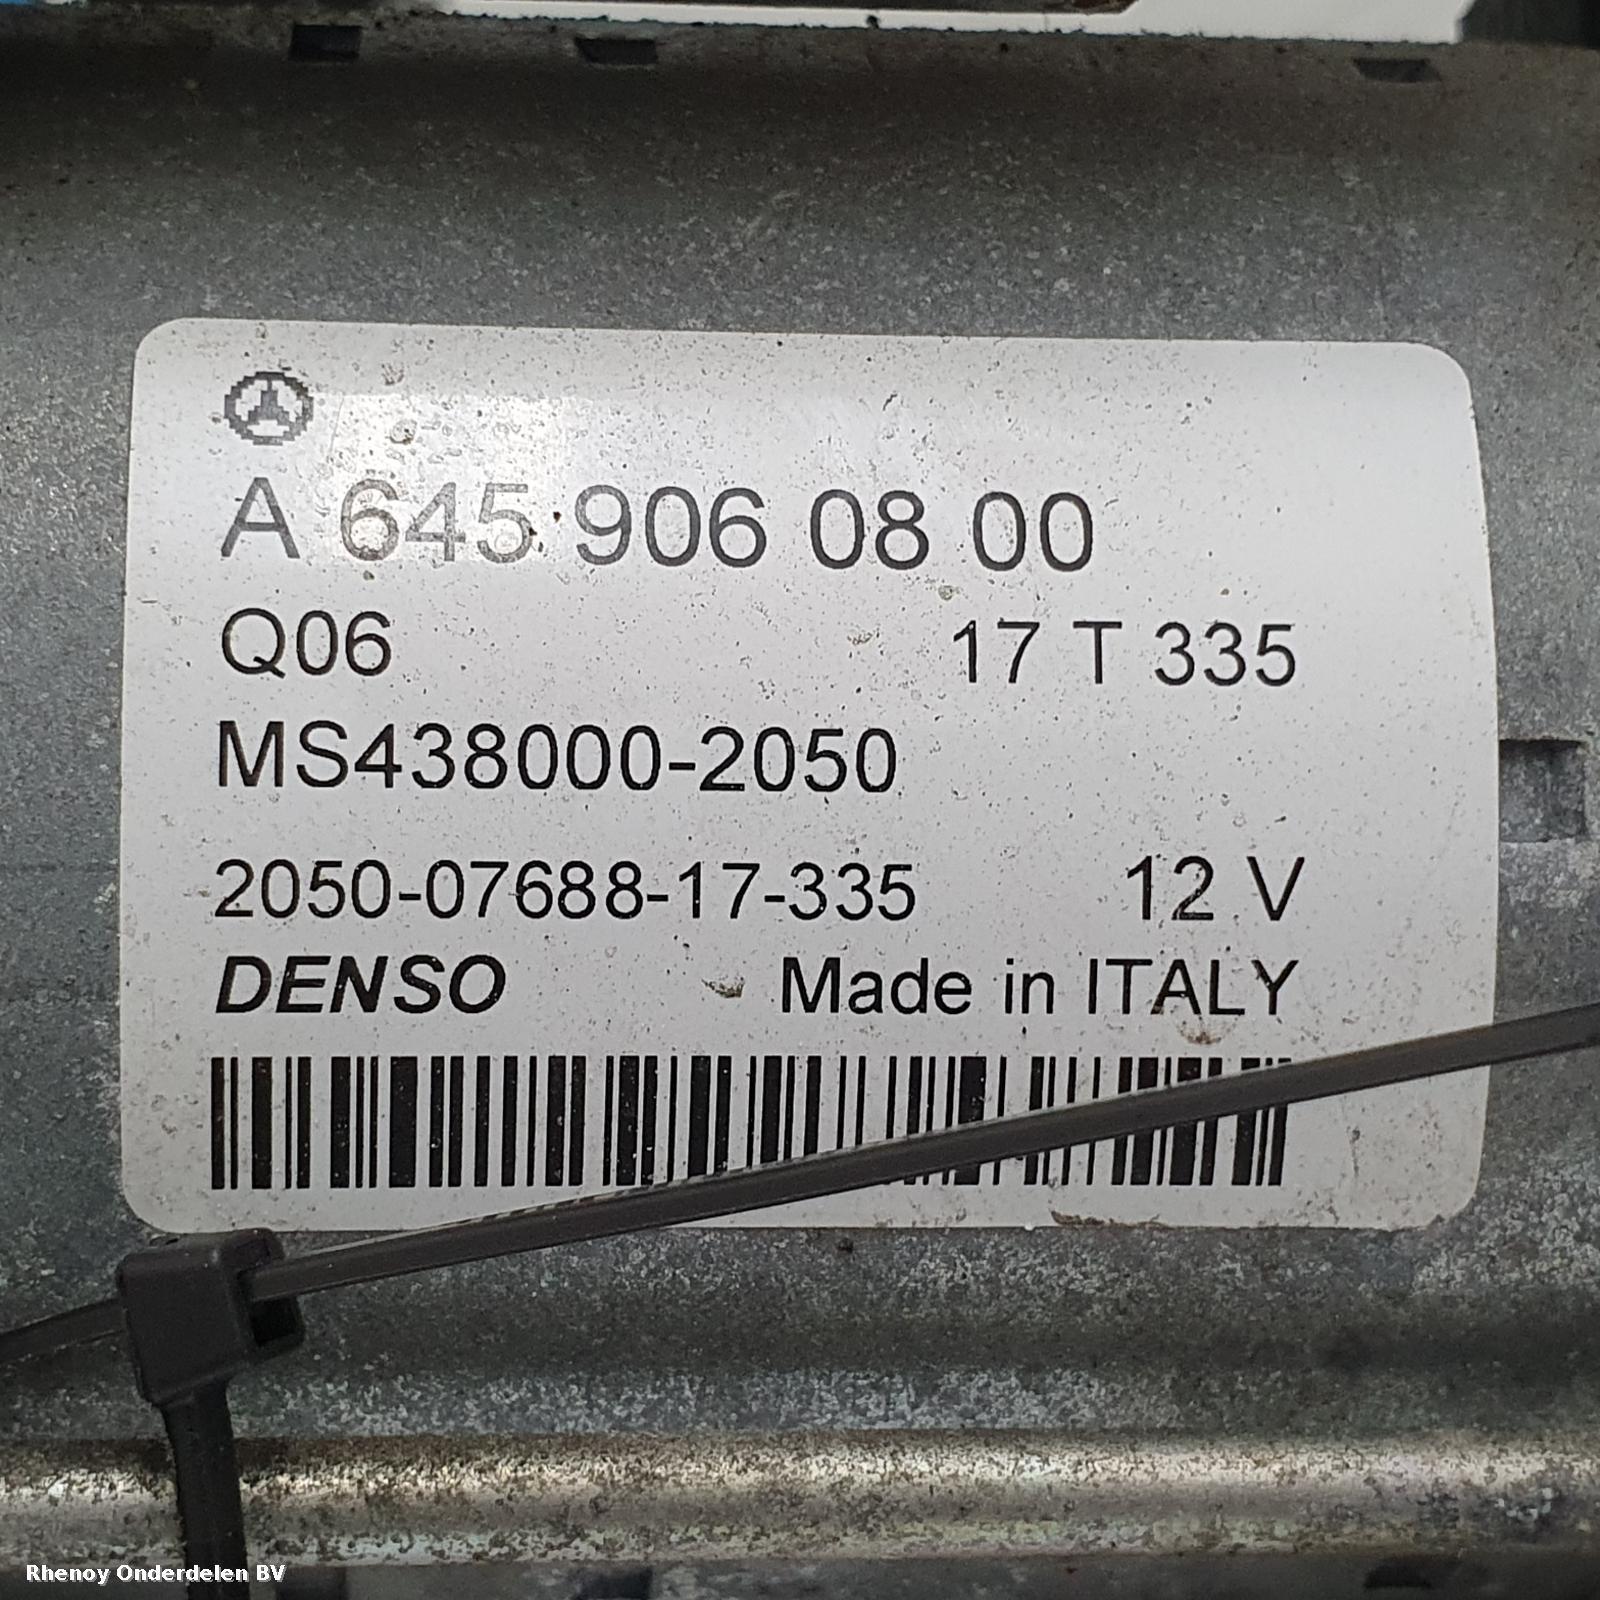 A 645 906 08 00
Q06 17 T 335
MS438000-2050
2050-07688-17-335 12 V
DENSO Made in ITALY
Rhenoy Onderdelen BV